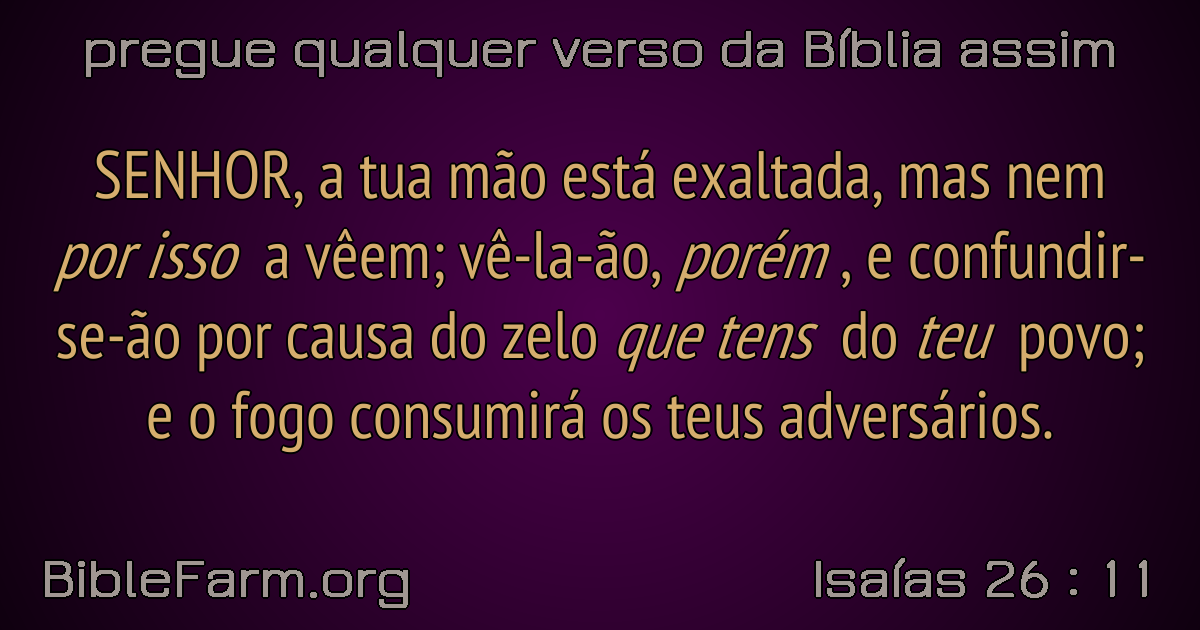 pregue qualquer verso da Bíblia assim
SENHOR, a tua mão está exaltada, mas nem
por isso a vêem; vê-la-ão, porém , e confundir-
se-ão por causa do zelo que tens do teu povo;
e o fogo consumirá os teus adversários.
BibleFarm.org
Isaías 26 : 11